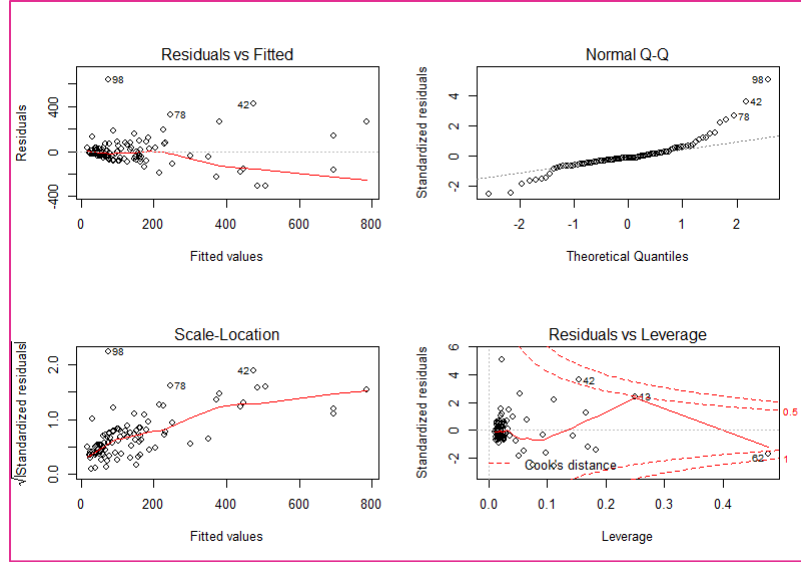 Residuals vs Fitted
Residuals
-400 0 400
98
78
42
0 200 400 600 800
Fitted values
Normal Q-Q
Standardized residuals
-2 0 2 4
98
42
78
-2 -1 0 1 2
Theoretical Quantiles
Scale-Location
√|Standardized residuals|
0.0 1.0 2.0
98
78
42
0 200 400 600 800
Fitted values
Residuals vs Leverage
Standardized residuals
-2 0 2 4 6
42
13
62
0.5
1
Cook's distance
0.0 0.1 0.2 0.3 0.4
Leverage